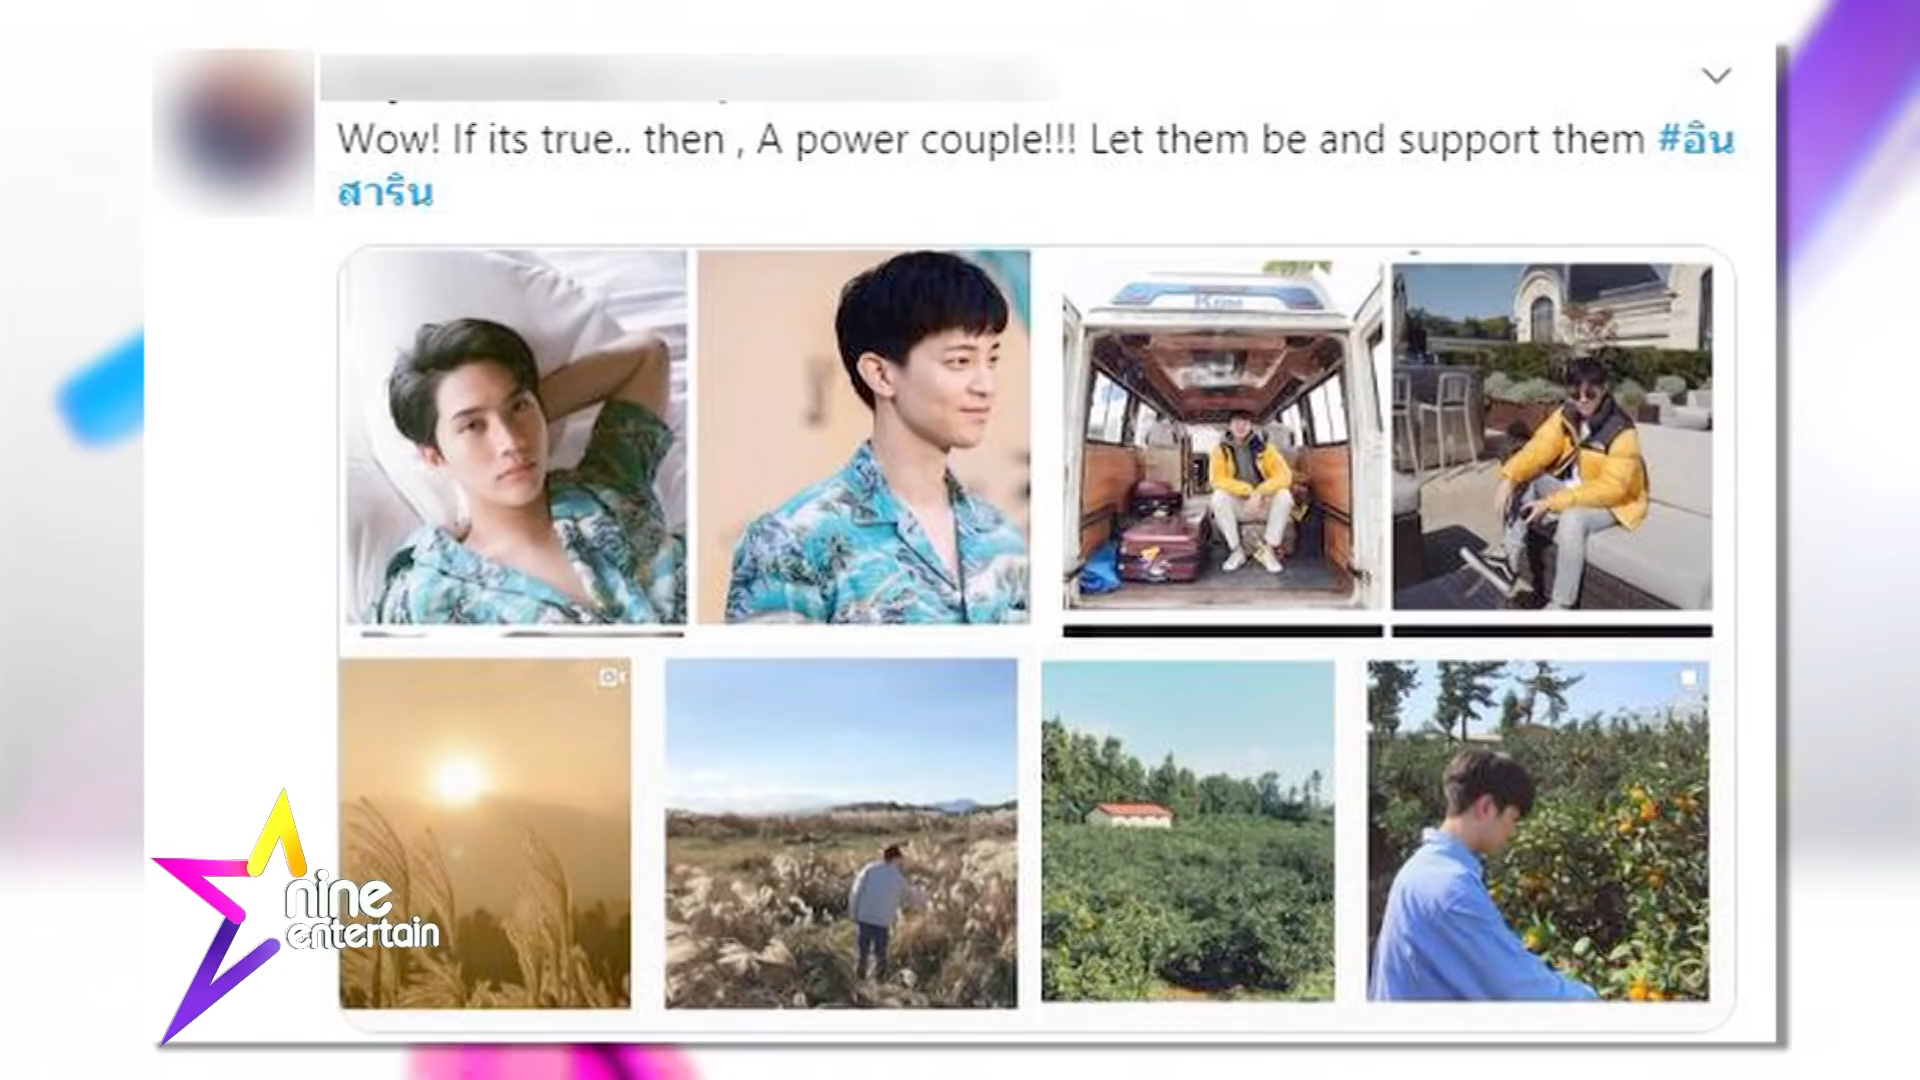 Wow! If its true.. then , A power couple!!! Let them be and support them #อิน
สาริน
nine
entertain